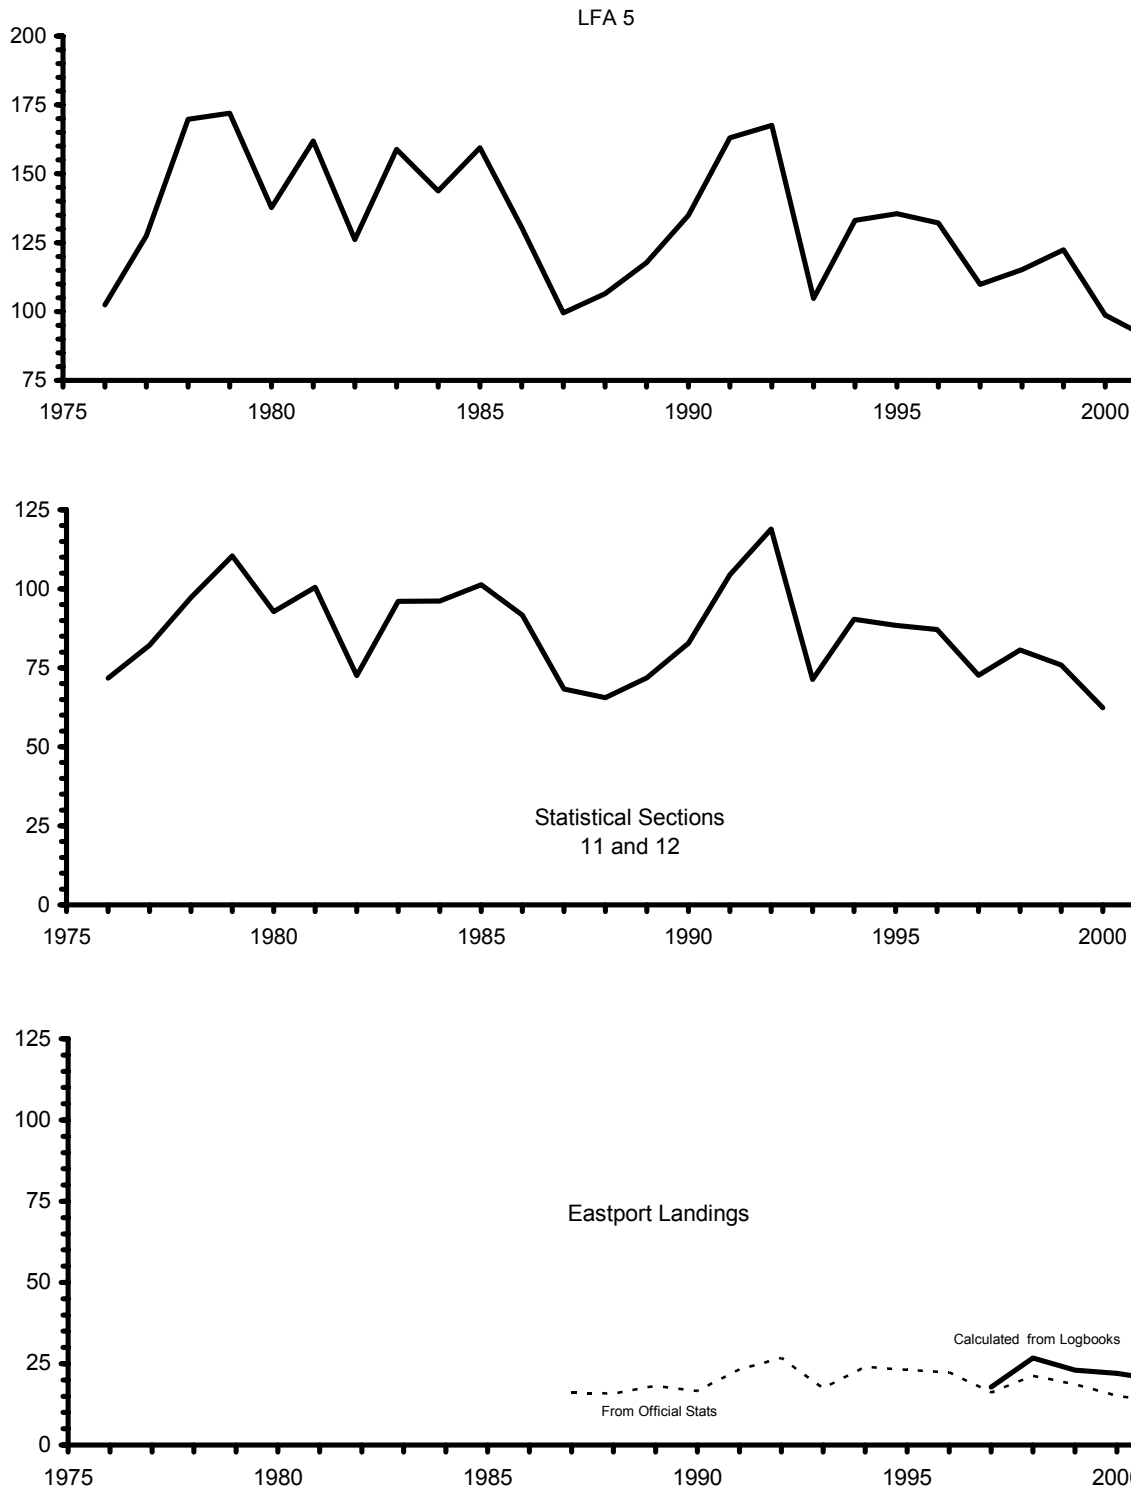 LFA 5
200
175
150
125
100
75
1975 1980 1985 1990 1995 2000
125
100
75
50
25
0
Statistical Sections
11 and 12
1975 1980 1985 1990 1995 2000
125
100
75
50
25
0
Eastport Landings
Calculated from Logbooks
From Official Stats
1975 1980 1985 1990 1995 200